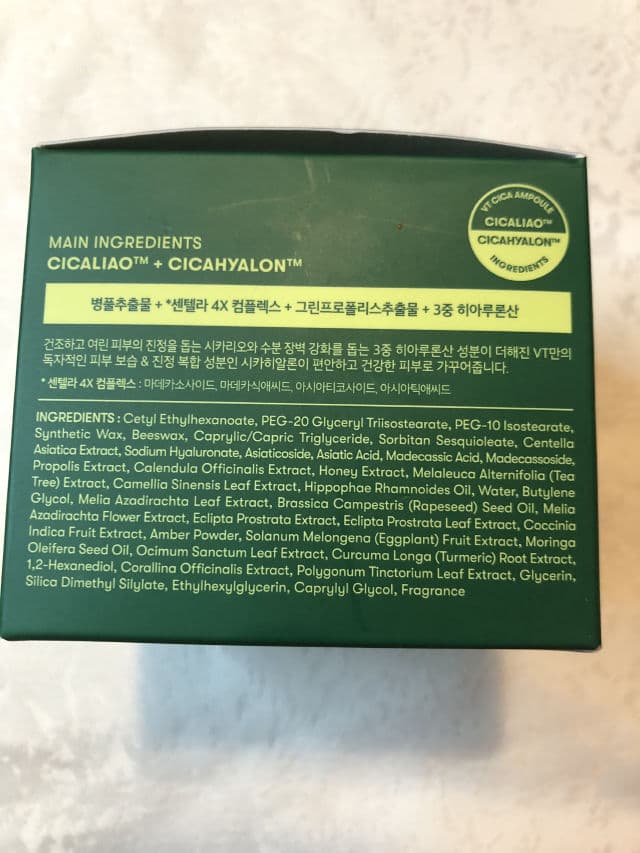 VT CICA AMPOULE
CICALIAO™
CICAHYALON™
INGREDIENTS
MAIN INGREDIENTS
CICALIAO™ + CICAHYALON™
병풀추출물 + *센텔라 4X 컴플렉스 + 그린프로폴리스추출물 + 3중 히아루론산
건조하고 여린 피부의 진정을 돕는 시카리오와 수분 장벽 강화를 돕는 3중 히아루론산 성분이 더해진 VT만의
독자적인 피부 보습 & 진정 복합 성분인 시카히알론이 편안하고 건강한 피부로 가꾸어줍니다.
* 센텔라 4X 컴플렉스 : 마데카소사이드, 마데카식애씨드, 아시아티코사이드, 아시아틱애씨드
INGREDIENTS : Cetyl Ethylhexanoate, PEG-20 Glyceryl Triisostearate, PEG-10 Isostearate,
Synthetic Wax, Beeswax, Caprylic/Capric Triglyceride, Sorbitan Sesquioleate, Centella
Asiatica Extract, Sodium Hyaluronate, Asiaticoside, Asiatic Acid, Madecassic Acid, Madecassoside,
Propolis Extract, Calendula Officinalis Extract, Honey Extract, Melaleuca Alternifolia (Tea
Tree) Extract, Camellia Sinensis Leaf Extract, Hippophae Rhamnoides Oil, Water, Butylene
Glycol, Melia Azadirachta Leaf Extract, Brassica Campestris (Rapeseed) Seed Oil, Melia
Azadirachta Flower Extract, Eclipta Prostrata Extract, Eclipta Prostrata Leaf Extract, Coccinia
Indica Fruit Extract, Amber Powder, Solanum Melongena (Eggplant) Fruit Extract, Moringa
Oleifera Seed Oil, Ocimum Sanctum Leaf Extract, Curcuma Longa (Turmeric) Root Extract,
1,2-Hexanediol, Corallina Officinalis Extract, Polygonum Tinctorium Leaf Extract, Glycerin,
Silica Dimethyl Silylate, Ethylhexylglycerin, Caprylyl Glycol, Fragrance